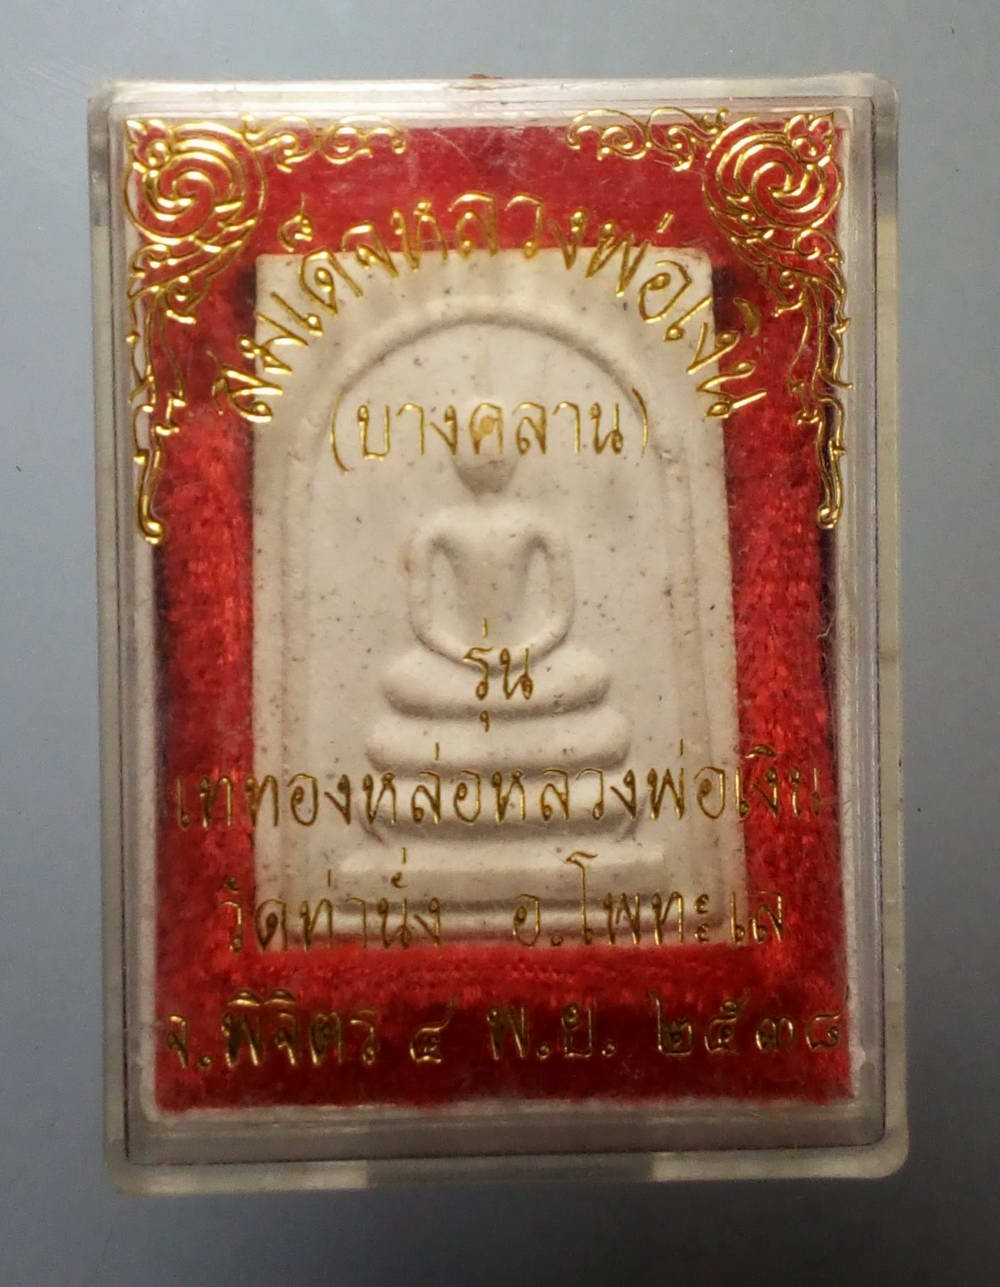 สมเด็จหลวงพ่อเงิน
(บางคลาน)
รุ่น
เททองหล่อหลวงพ่อเงิน
วัดท่านั่ง อ.โพทะเล
จ.พิจิตร ๔ พ.ย. ๒๕๓๘